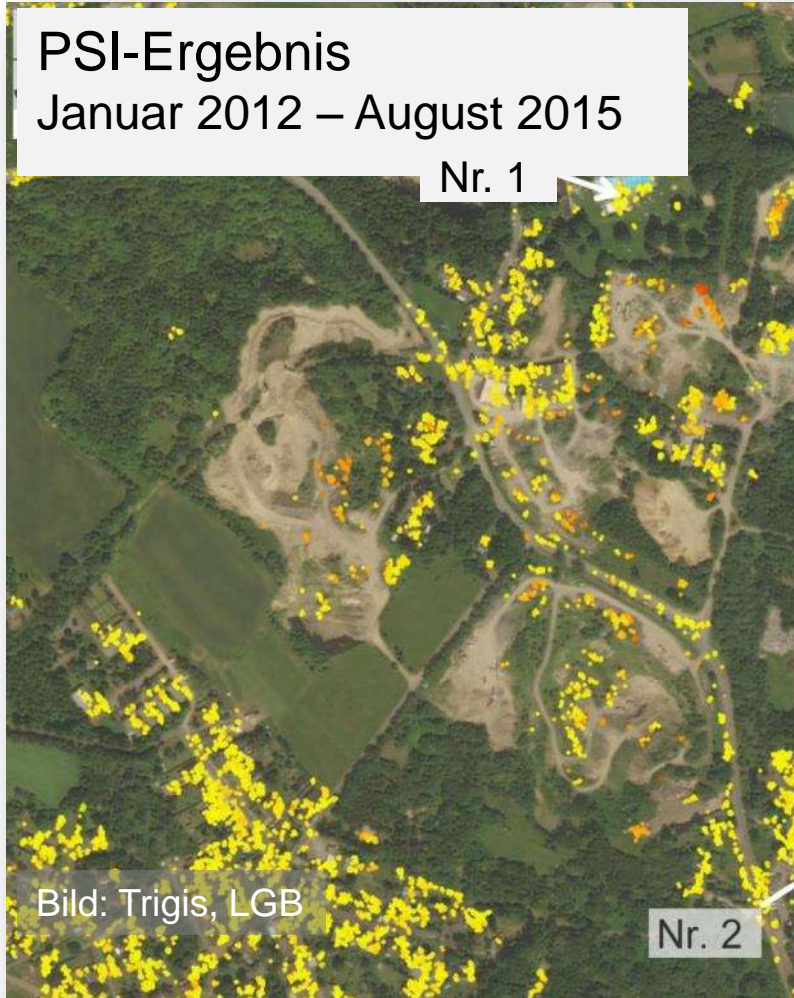 PSI-Ergebnis
Januar 2012 – August 2015
Nr. 1
Bild: Trigis, LGB
Nr. 2